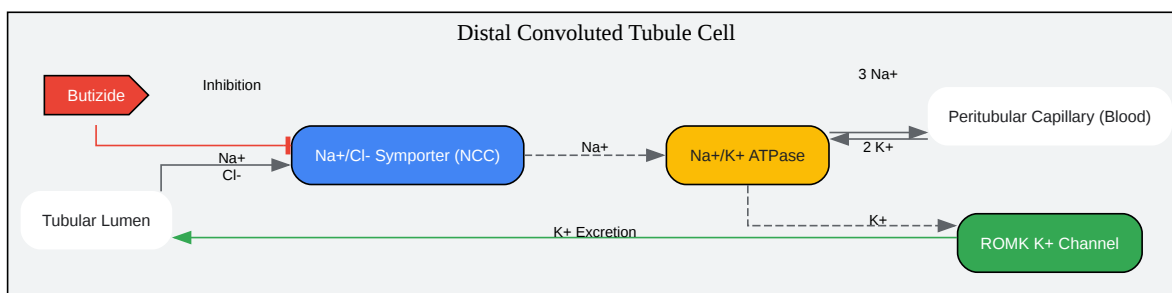 Distal Convoluted Tubule Cell
Butizide
Inhibition
3 Na+
Peritubular Capillary (Blood)
Na+/Cl- Symporter (NCC)
Na+
Na+/K+ ATPase
2 K+
Na+
Cl-
Tubular Lumen
K+
K+ Excretion
ROMK K+ Channel